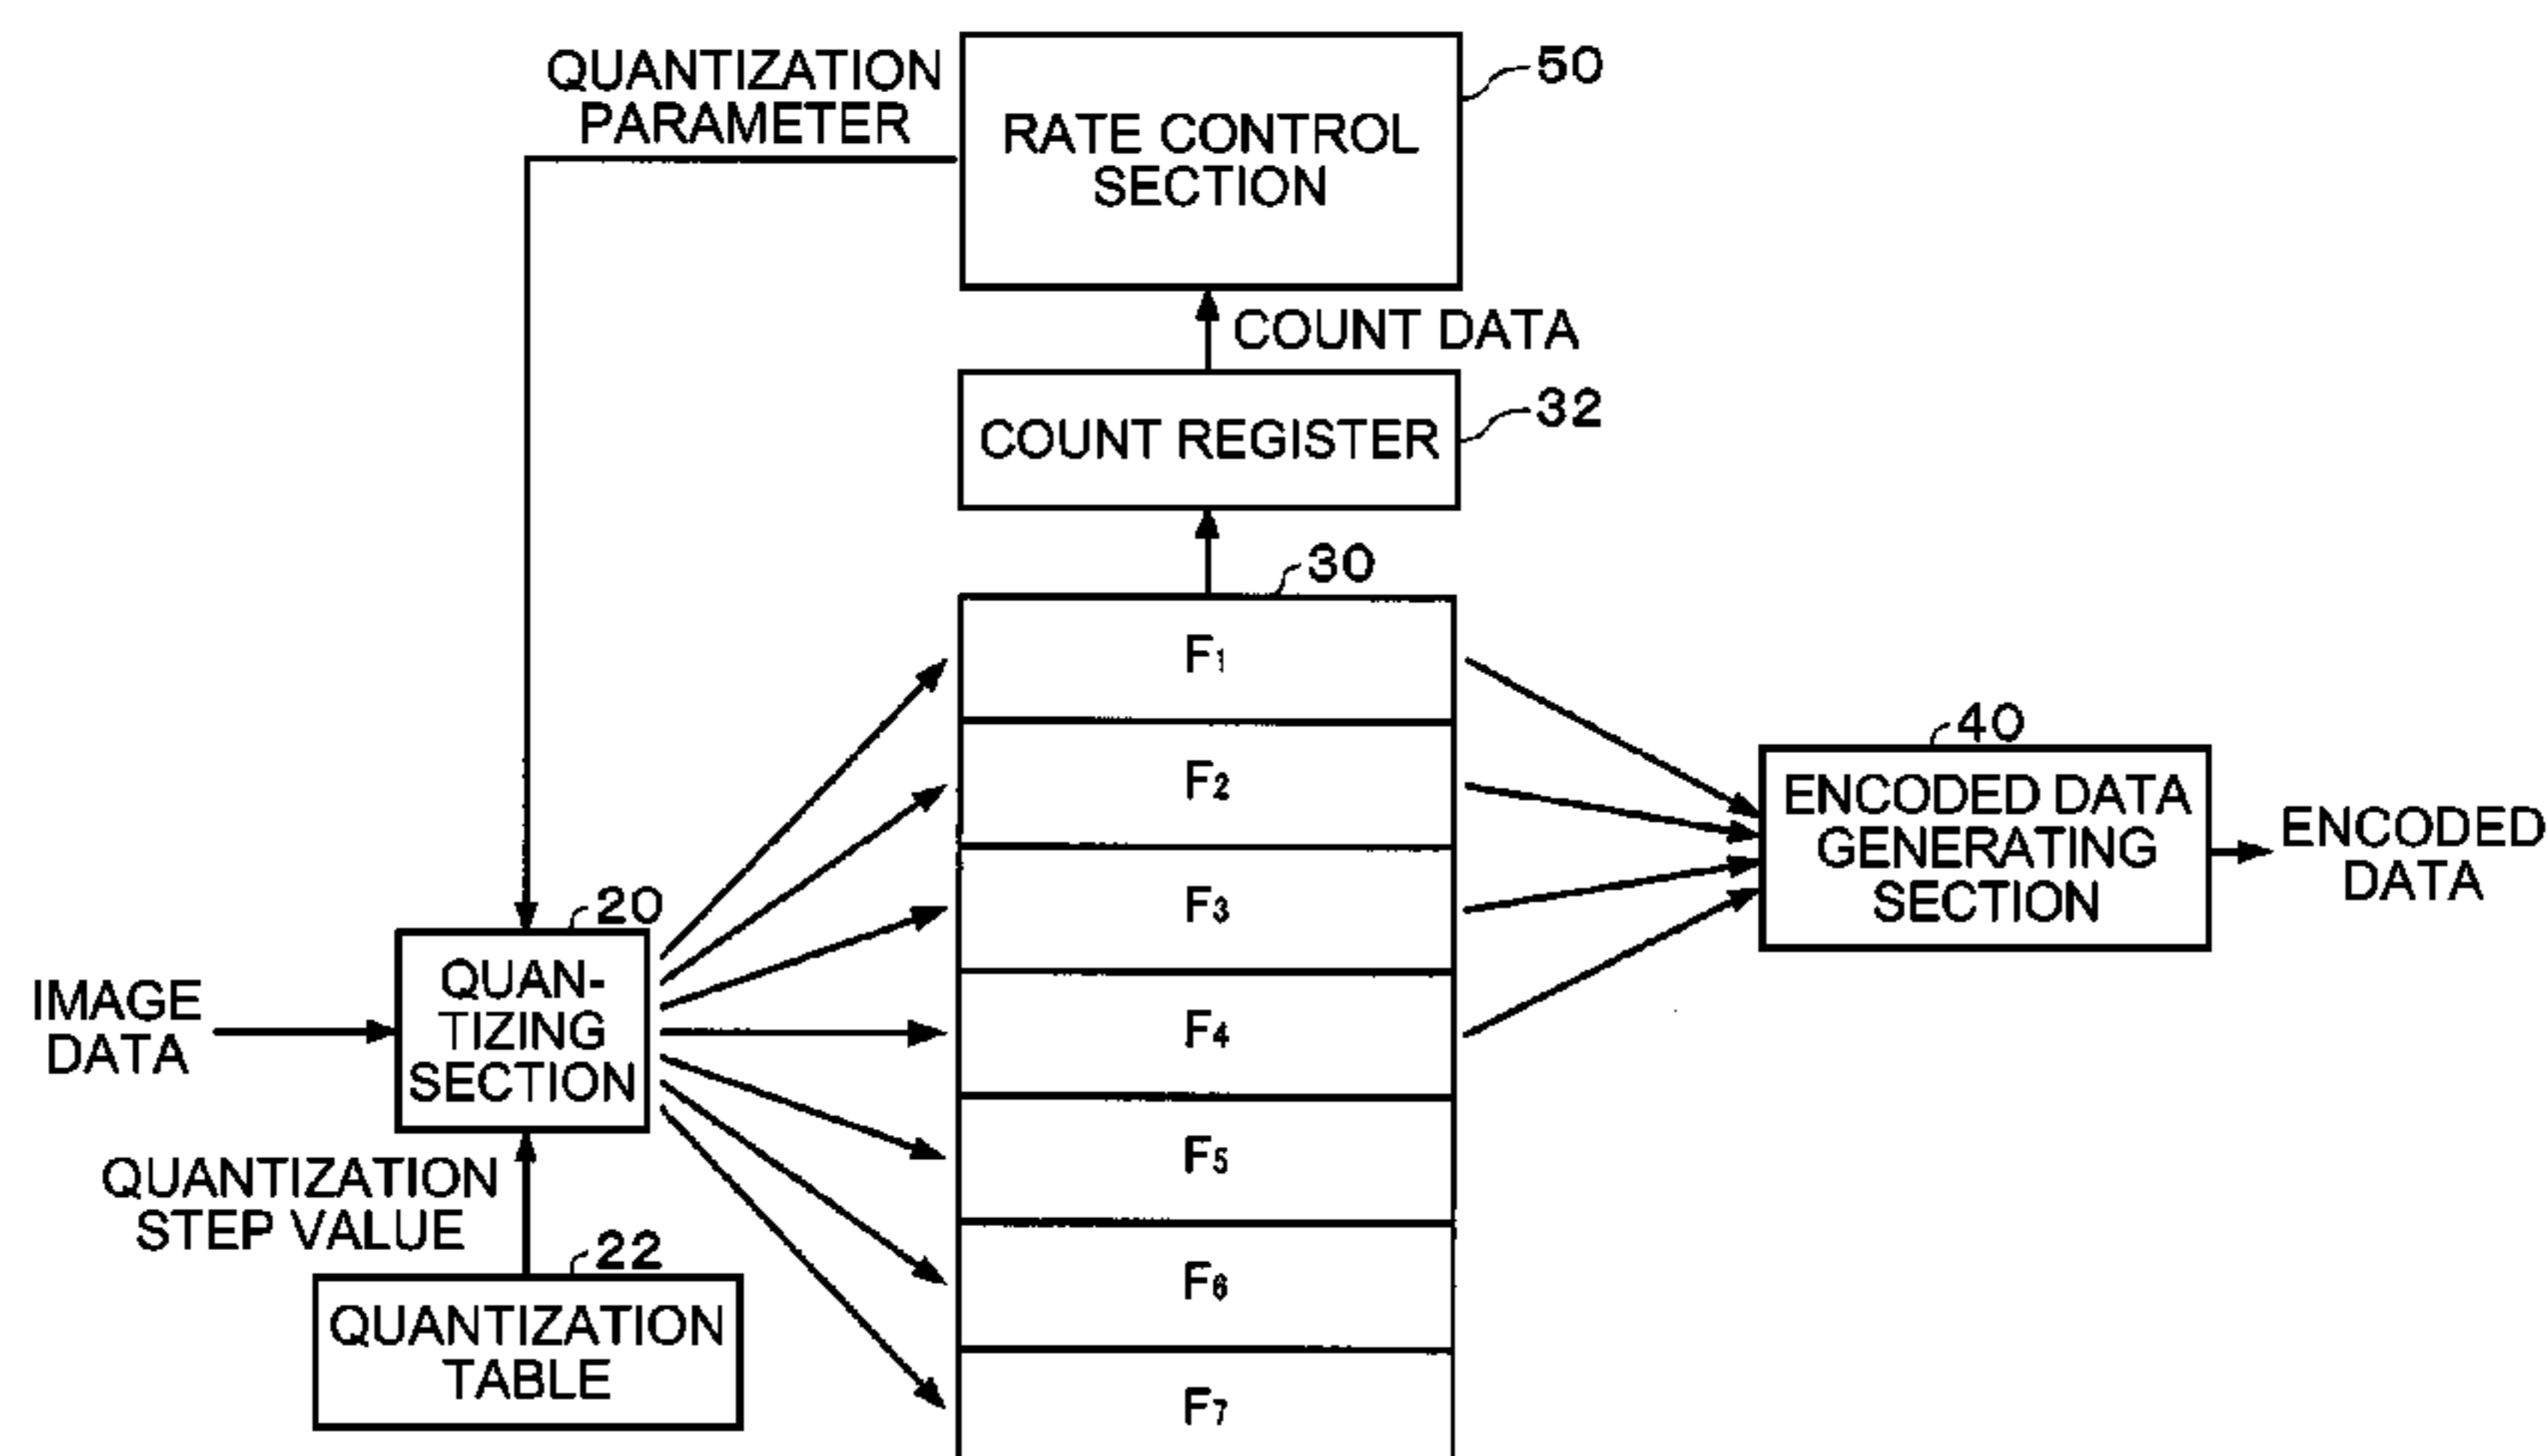 QUANTIZATION
PARAMETER
RATE CONTROL
SECTION
50
COUNT DATA
COUNT REGISTER
32
30
F1
F2
F3
F4
F5
F6
F7
40
ENCODED DATA
GENERATING
SECTION
ENCODED
DATA
20
QUAN-
TIZING
SECTION
IMAGE
DATA
QUANTIZATION
STEP VALUE
22
QUANTIZATION
TABLE